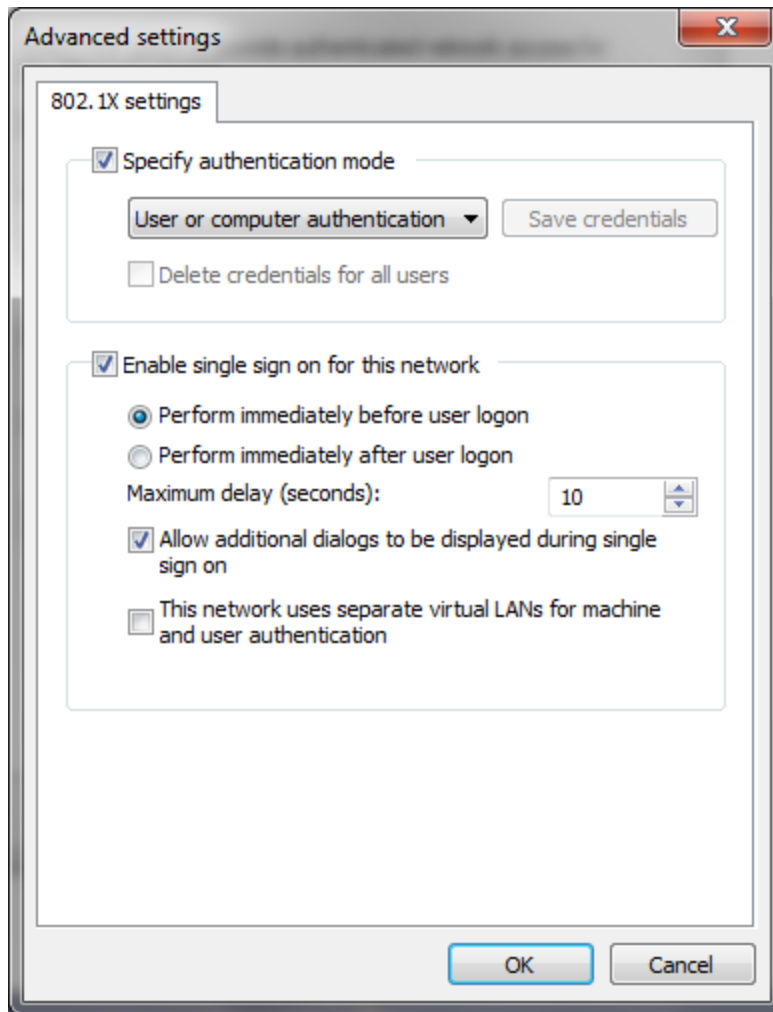 Advanced settings
802.1X settings
Specify authentication mode
User or computer authentication
Save credentials
Delete credentials for all users
Enable single sign on for this network
Perform immediately before user logon
Perform immediately after user logon
Maximum delay (seconds):
10
Allow additional dialogs to be displayed during single
sign on
This network uses separate virtual LANs for machine
and user authentication
OK
Cancel